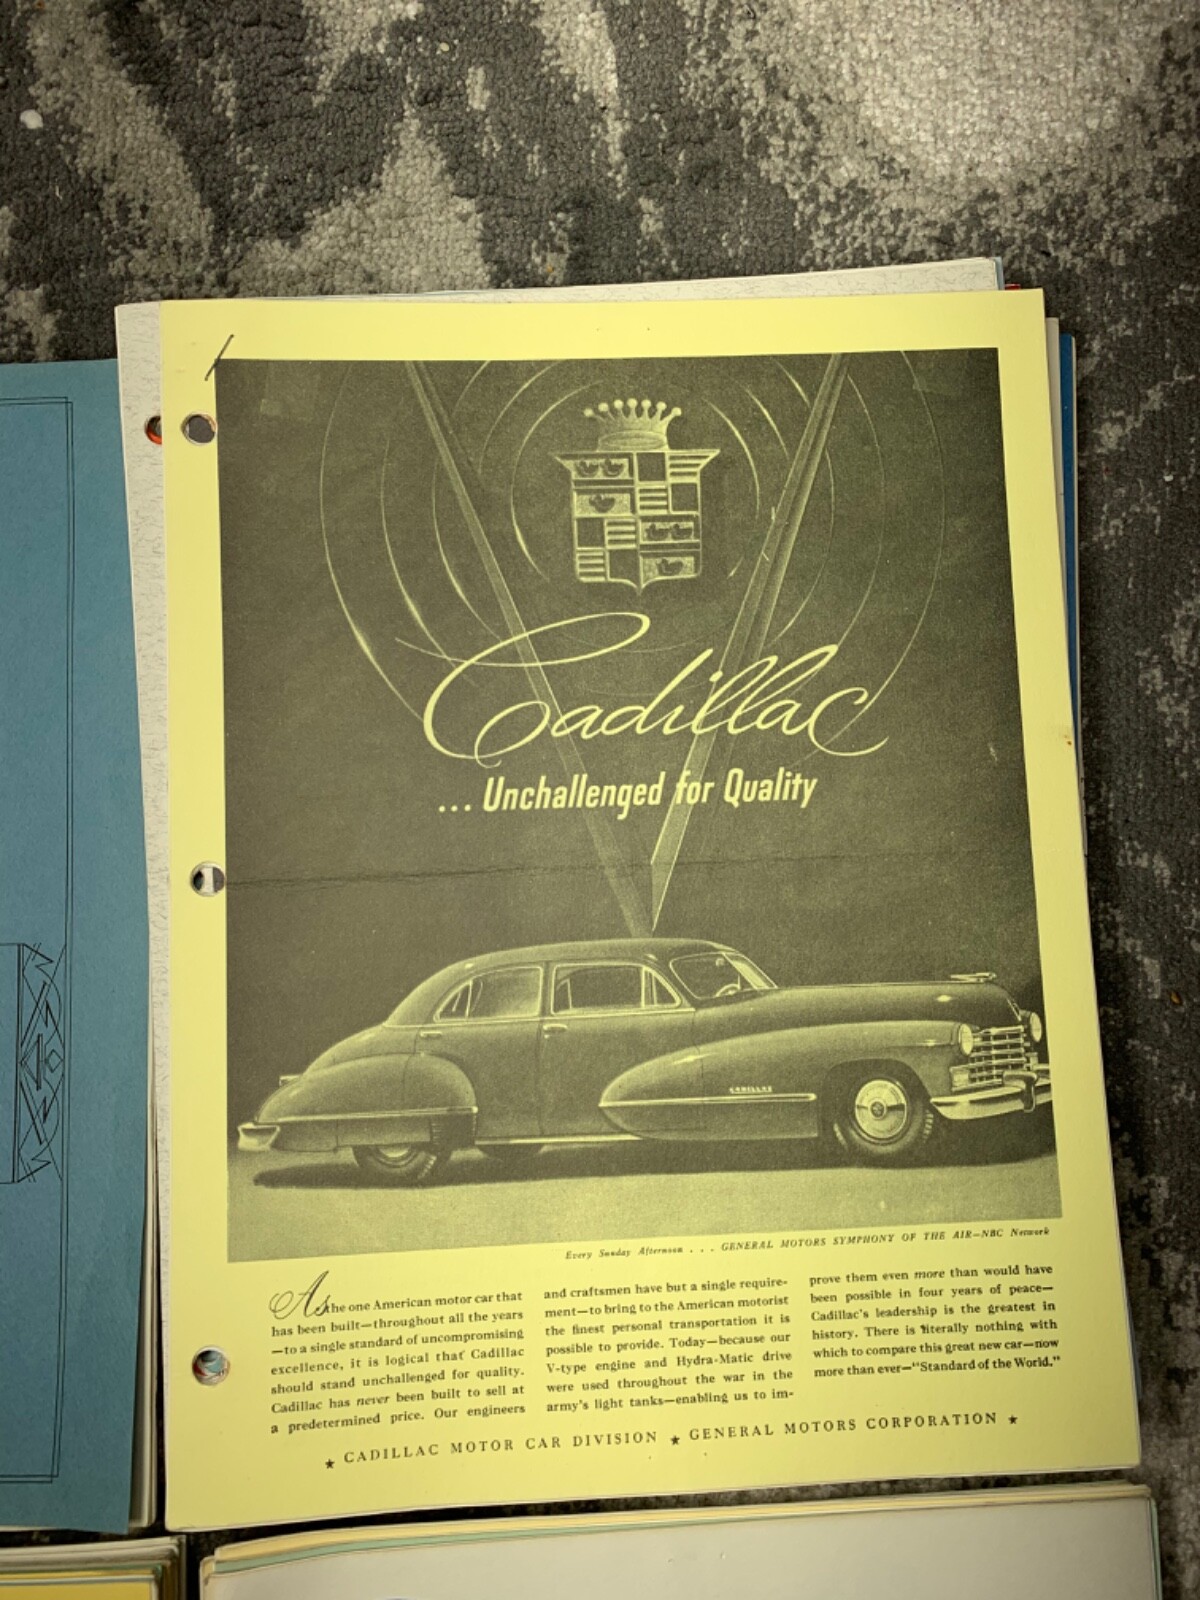 Cadillac
... Unchallenged for Quality
CADILLAC
Every Sunday Afternoon . . . GENERAL MOTORS SYMPHONY OF THE AIR—NBC Network
As the one American motor car that
has been built—throughout all the years
—to a single standard of uncompromising
excellence, it is logical that Cadillac
should stand unchallenged for quality.
Cadillac has never been built to sell at
a predetermined price. Our engineers
and craftsmen have but a single require-
ment—to bring to the American motorist
the finest personal transportation it is
possible to provide. Today—because our
V-type engine and Hydra-Matic drive
were used throughout the war in the
army's light tanks—enabling us to im-
prove them even more than would have
been possible in four years of peace—
Cadillac's leadership is the greatest in
history. There is literally nothing with
which to compare this great new car—now
more than ever—"Standard of the World."
★ CADILLAC MOTOR CAR DIVISION ★ GENERAL MOTORS CORPORATION ★